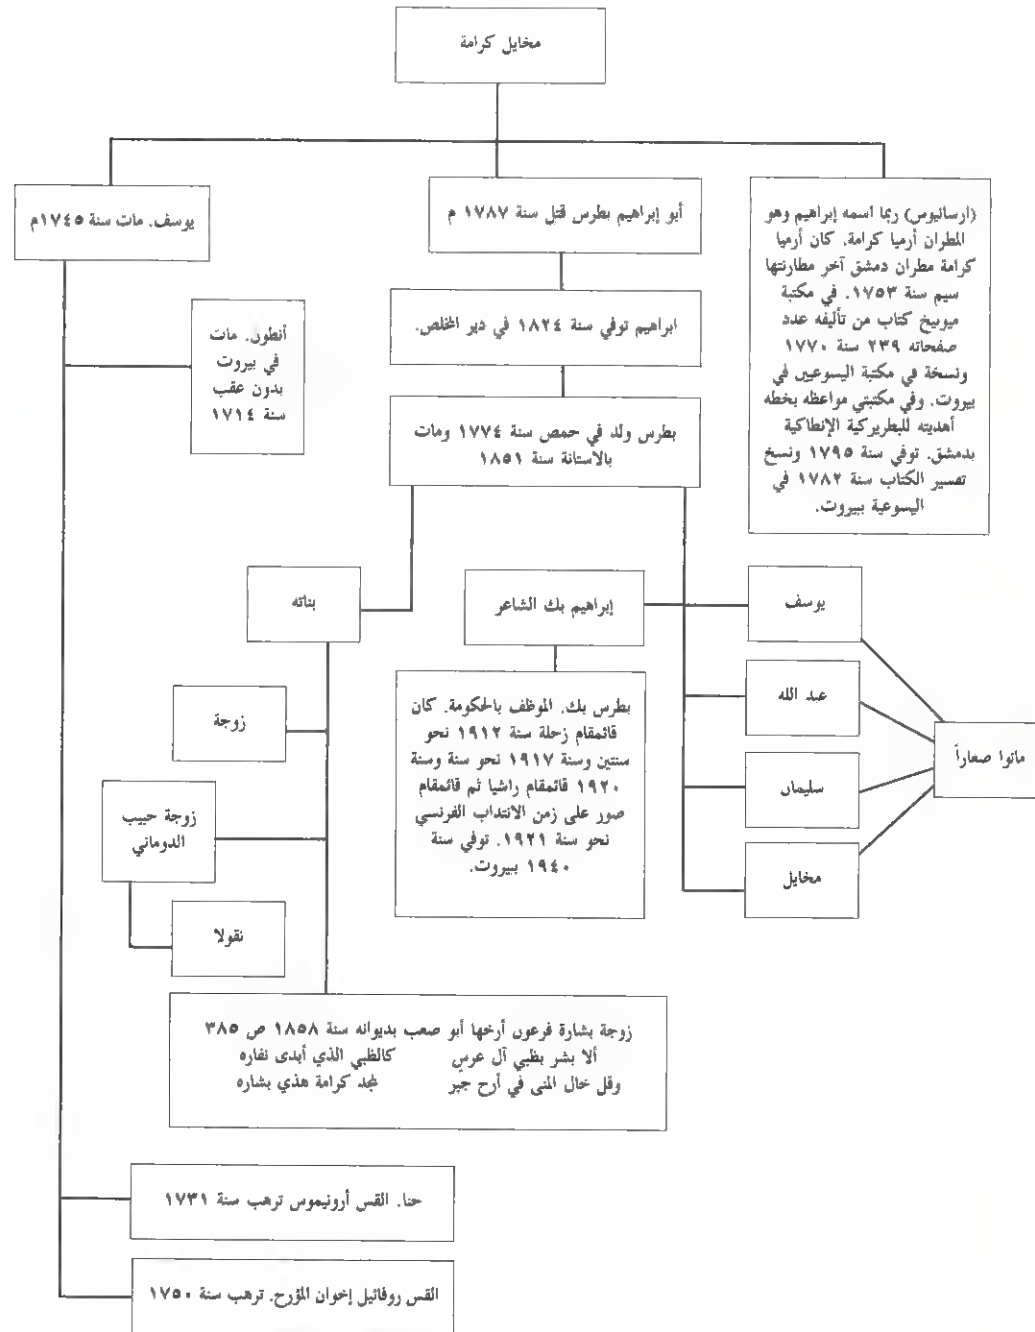 مخايل كرامة
(ارسانيوس) ربما اسمه إبراهيم وهو
المطران أرميا كرامة. كان أرميا
كرامة مطران دمشق آخر مطارنتها
سيم سنة ١٧٥٣. في مكتبة
ميونيخ كتاب من تأليفه عدد
صفحاته ٢٣٩ سنة ١٧٧٠
ونسخة في مكتبة اليسوعيين في
بيروت. وفي مكتبتي مواعظه بخطه
أهديته للبطريركية الإنطاكية
بدمشق. توفي سنة ١٧٩٥ ونسخ
تفسير الكتاب سنة ١٧٨٢ في
اليسوعية ببيروت.
أبو إبراهيم بطرس قتل سنة ١٧٨٧ م
يوسف. مات سنة ١٧٤٥م
ابراهيم توفي سنة ١٨٢٤ في دير المخلص.
أنطون. مات
في بيروت
بدون عقب
سنة ١٧١٤
بطرس ولد في حمص سنة ١٧٧٤ ومات
بالاستانة سنة ١٨٥١
يوسف
إبراهيم بك الشاعر
بناته
عبد الله
سليمان
مخايل
ماتوا صغاراً
بطرس بك. الموظف بالحكومة. كان
قائمقام زحلة سنة ١٩١٢ نحو
سنتين وسنة ١٩١٧ نحو سنة وسنة
١٩٢٠ قائمقام راشيا ثم قائمقام
صور على زمن الانتداب الفرنسي
نحو سنة ١٩٢١. توفي سنة
١٩٤٠ ببيروت.
زوجة
زوجة حبيب
الدوماني
نقولا
زوجة بشارة فرعون أرخها أبو صعب بديوانه سنة ١٨٥٨ ص ٣٨٥
ألا بشر بظبي آل عرس كالظبي الذي أبدى نفاره
وقل خال المنى في أرخ جبر لمجد كرامة هذي بشاره
حنا. القس أرونيموس ترهب سنة ١٧٣١
القس روفائيل إخوان المؤرخ. ترهب سنة ١٧٥٠